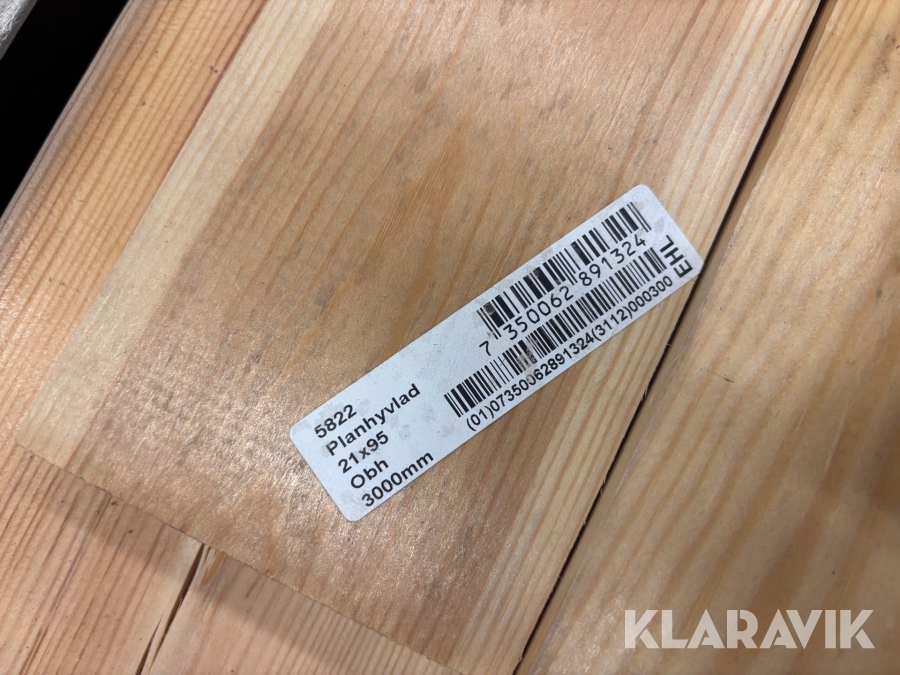 5822
Planhyvlad
21x95
Obh
3000mm
7 350062 891324
(01)07350062891324(3112)000300
EHL
KLARAVIK